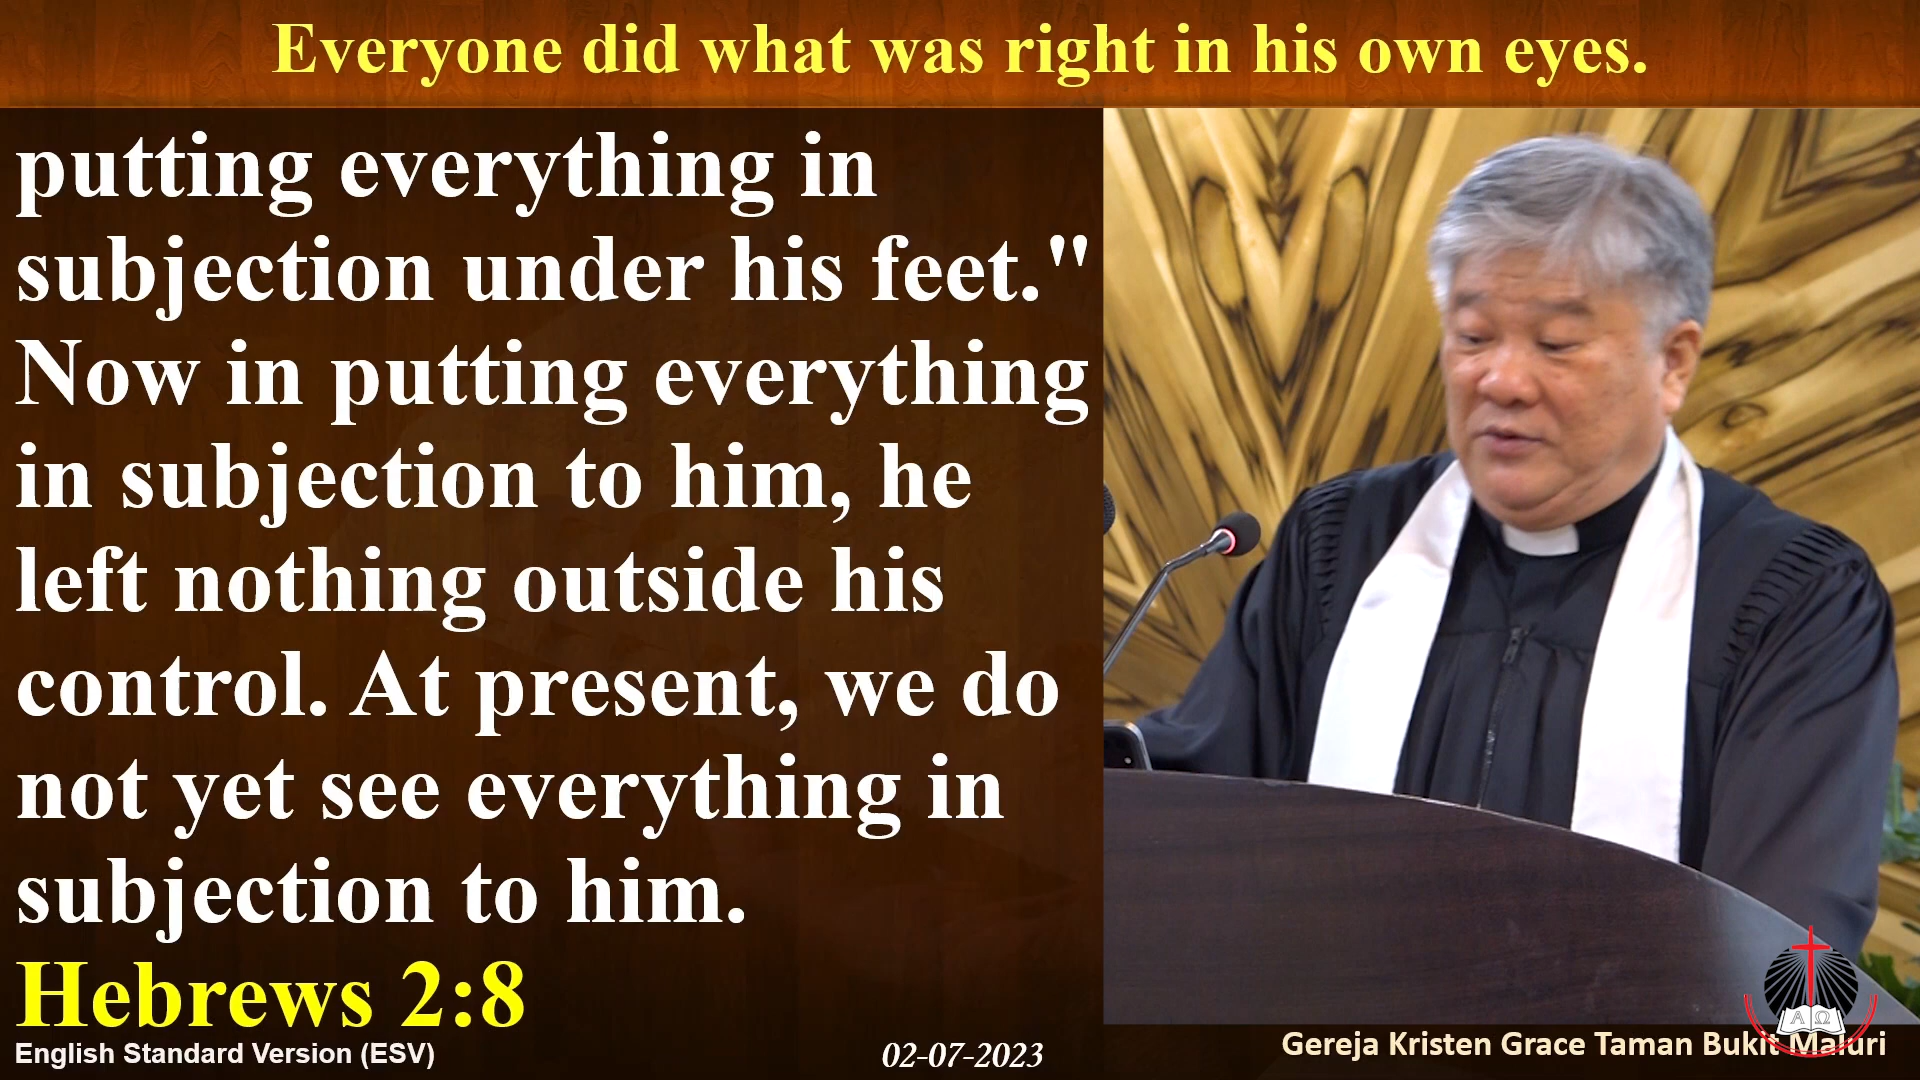 Everyone did what was right in his own eyes.
putting everything in
subjection under his feet."
Now in putting everything
in subjection to him, he
left nothing outside his
control. At present, we do
not yet see everything in
subjection to him.
Hebrews 2:8
English Standard Version (ESV)
02-07-2023
Α Ω
Gereja Kristen Grace Taman Bukit Maluri